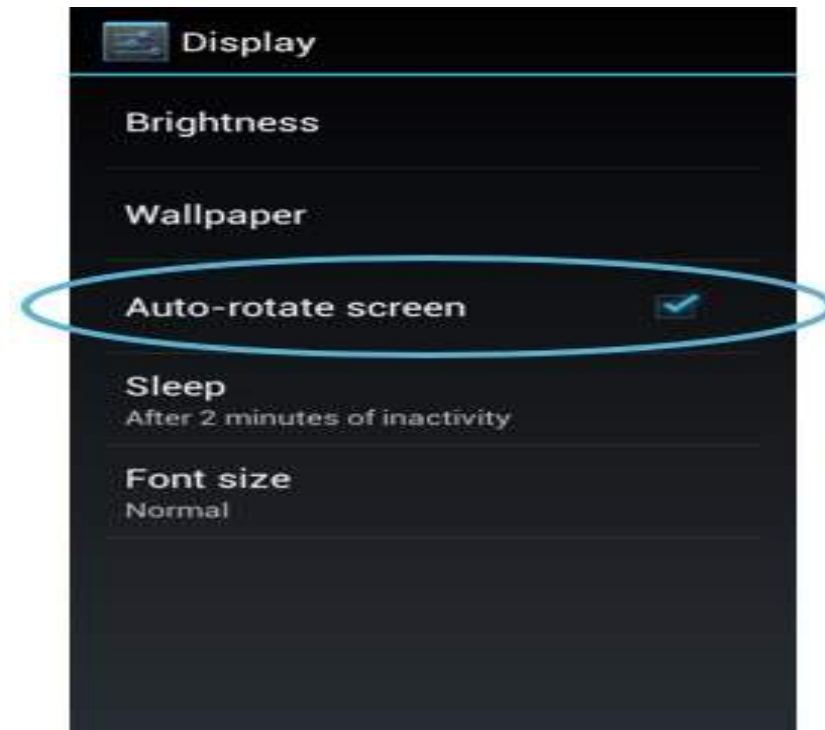 Display
Brightness
Wallpaper
Auto-rotate screen
Sleep
After 2 minutes of inactivity
Font size
Normal